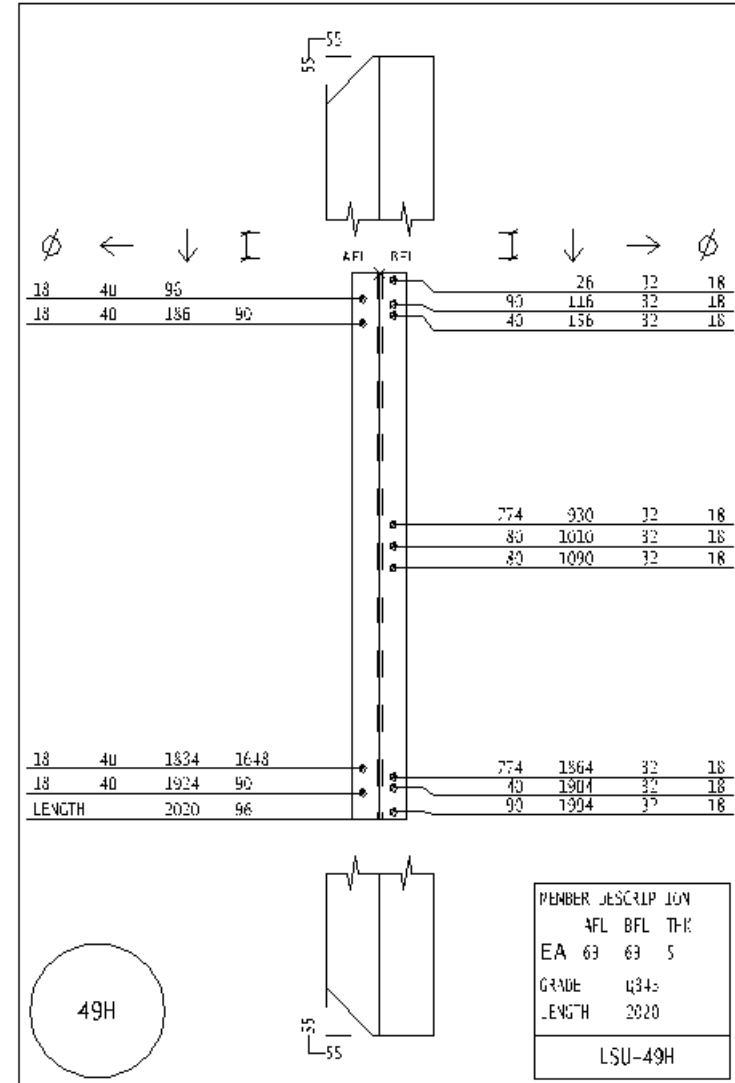 55
55
AFL BFL
26 32 18
18 40 96
90 116 32 18
18 40 186 90
40 156 32 18
774 930 32 18
80 1010 32 18
80 1090 32 18
18 40 1834 1648
774 1864 32 18
18 40 1924 90
40 1904 32 18
LENGTH 2020 96
90 1994 32 18
MEMBER DESCRIPTION
AFL BFL THK
EA 63 63 5
GRADE Q345
LENGTH 2020
49H
55
55
LSU-49H